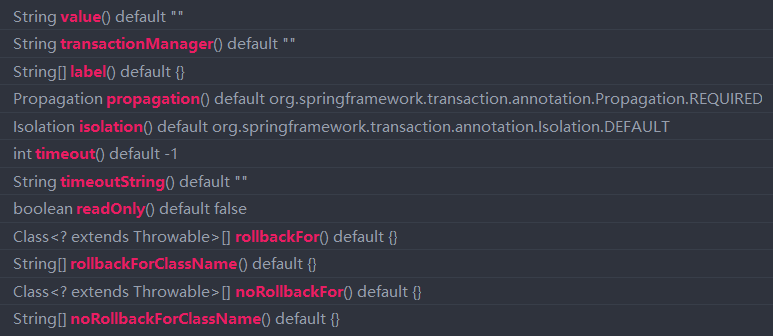 String value() default ""
String transactionManager() default ""
String[] label() default {}
Propagation propagation() default org.springframework.transaction.annotation.Propagation.REQUIRED
Isolation isolation() default org.springframework.transaction.annotation.Isolation.DEFAULT
int timeout() default -1
String timeoutString() default ""
boolean readOnly() default false
Class<? extends Throwable>[] rollbackFor() default {}
String[] rollbackForClassName() default {}
Class<? extends Throwable>[] noRollbackFor() default {}
String[] noRollbackForClassName() default {}